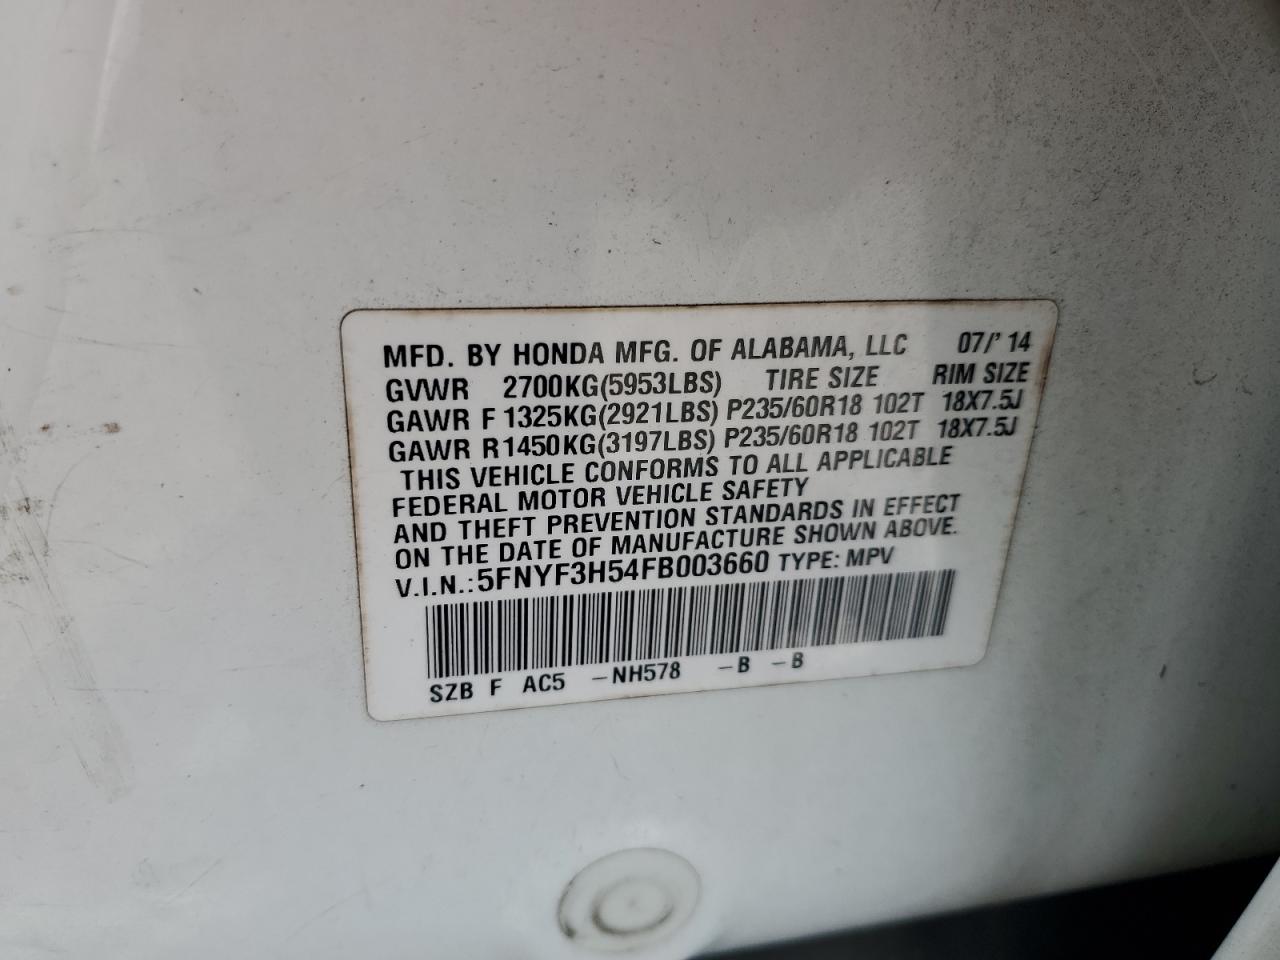 MFD. BY HONDA MFG. OF ALABAMA, LLC 07/'14
GVWR 2700KG(5953LBS) TIRE SIZE RIM SIZE
GAWR F 1325KG(2921LBS) P235/60R18 102T 18X7.5J
GAWR R1450KG(3197LBS) P235/60R18 102T 18X7.5J
THIS VEHICLE CONFORMS TO ALL APPLICABLE
FEDERAL MOTOR VEHICLE SAFETY
AND THEFT PREVENTION STANDARDS IN EFFECT
ON THE DATE OF MANUFACTURE SHOWN ABOVE.
V.I.N.:5FNYF3H54FB003660 TYPE: MPV
SZB F AC5 -NH578 -B -B